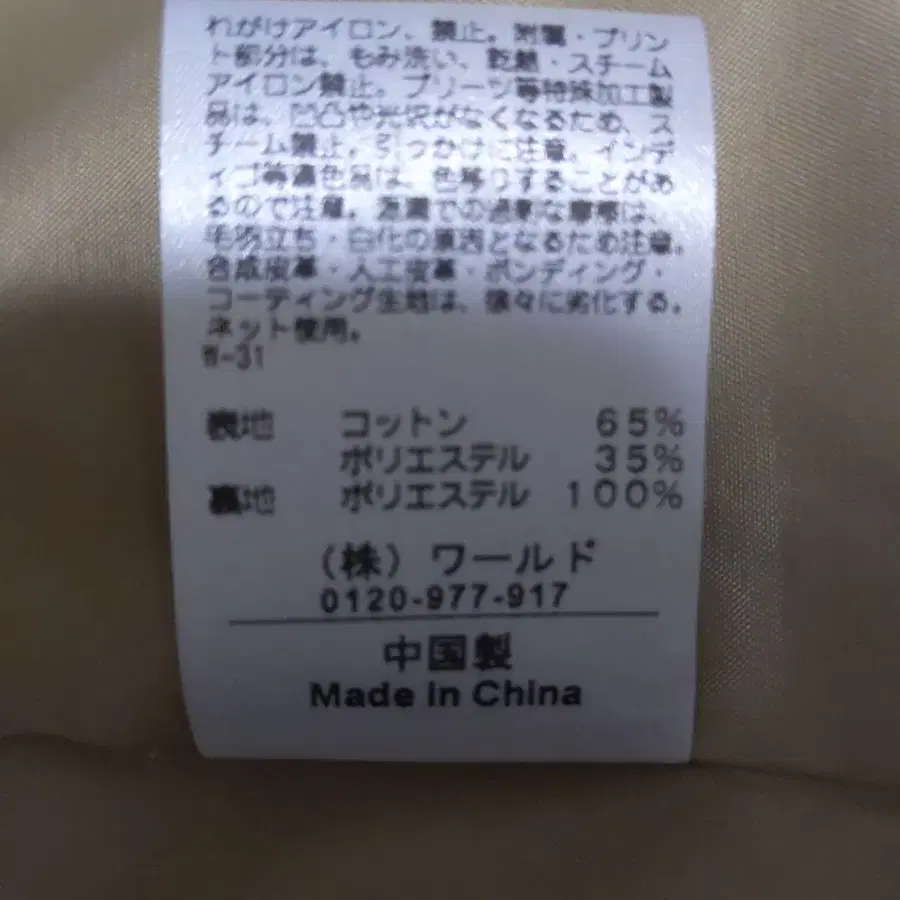 れがけアイロン、禁止。附属・プリン
ト部分は、もみ洗い、乾燥・スチーム
アイロン禁止。プリーツ等特殊加工製
品は、凹凸や光沢がなくなるため、ス
チーム禁止。引っかけに注意。インデ
ィゴ等濃色品は、色移りすることがあ
るので注意。着用での過剰な摩擦は、
毛羽立ち・白化の原因となるため注意。
合成皮革・人工皮革・ボンディング・
コーティング生地は、徐々に劣化する。
ネット使用。
-31
表地 コットン 65%
ポリエステル 35%
裏地 ポリエステル 100%
(株) ワールド
0120-977-917
中国製
Made In China